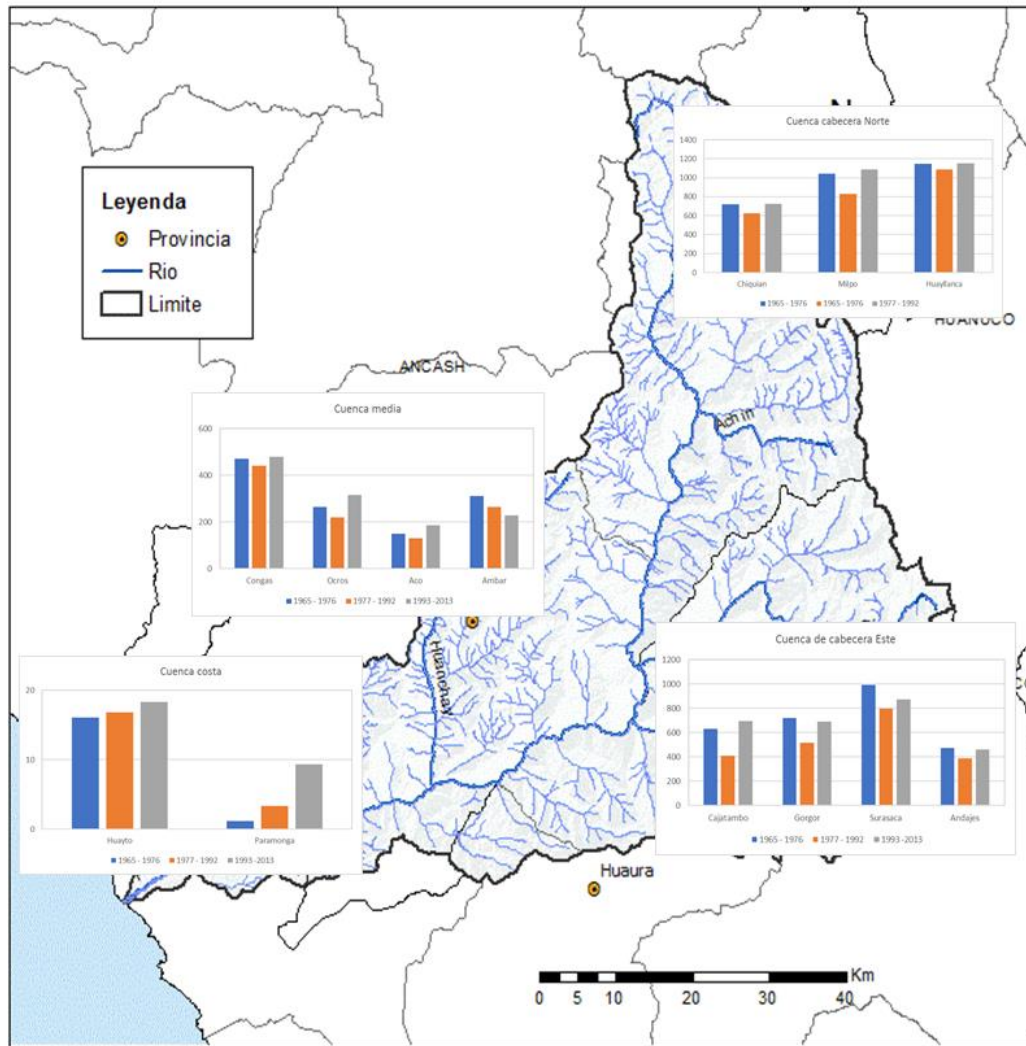 N
Cuenca cabecera Norte
1400
1200
1000
800
600
400
200
0
Chiquian Milpo Huayllanca
1965 - 1976 1965 - 1976 1977 - 1992
Leyenda
Provincia
Rio
Limite
HUANUCO
ANCASH
Achin
Cuenca media
600
400
200
0
Congas Ocros Aco Ambar
1965 - 1976 1977 - 1992 1993 -2013
Huanchay
Cuenca de cabecera Este
1200
1000
800
600
400
200
0
Cajatambo Gorgor Surasaca Andajes
1965 - 1976 1977 - 1992 1993 -2013
Cuenca costa
20
10
0
Huayto Paramonga
1965 - 1976 1977 - 1992 1993 -2013
Huaura
Km
0 5 10 20 30 40